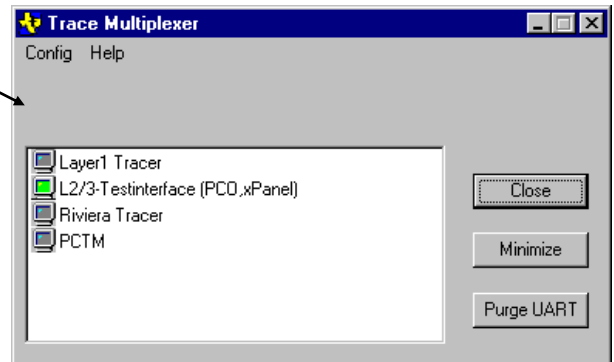 Trace Multiplexer
Config Help
Layer1 Tracer
L2/3-Testinterface (PCO,xPanel)
Riviera Tracer
PCTM
Close
Minimize
Purge UART